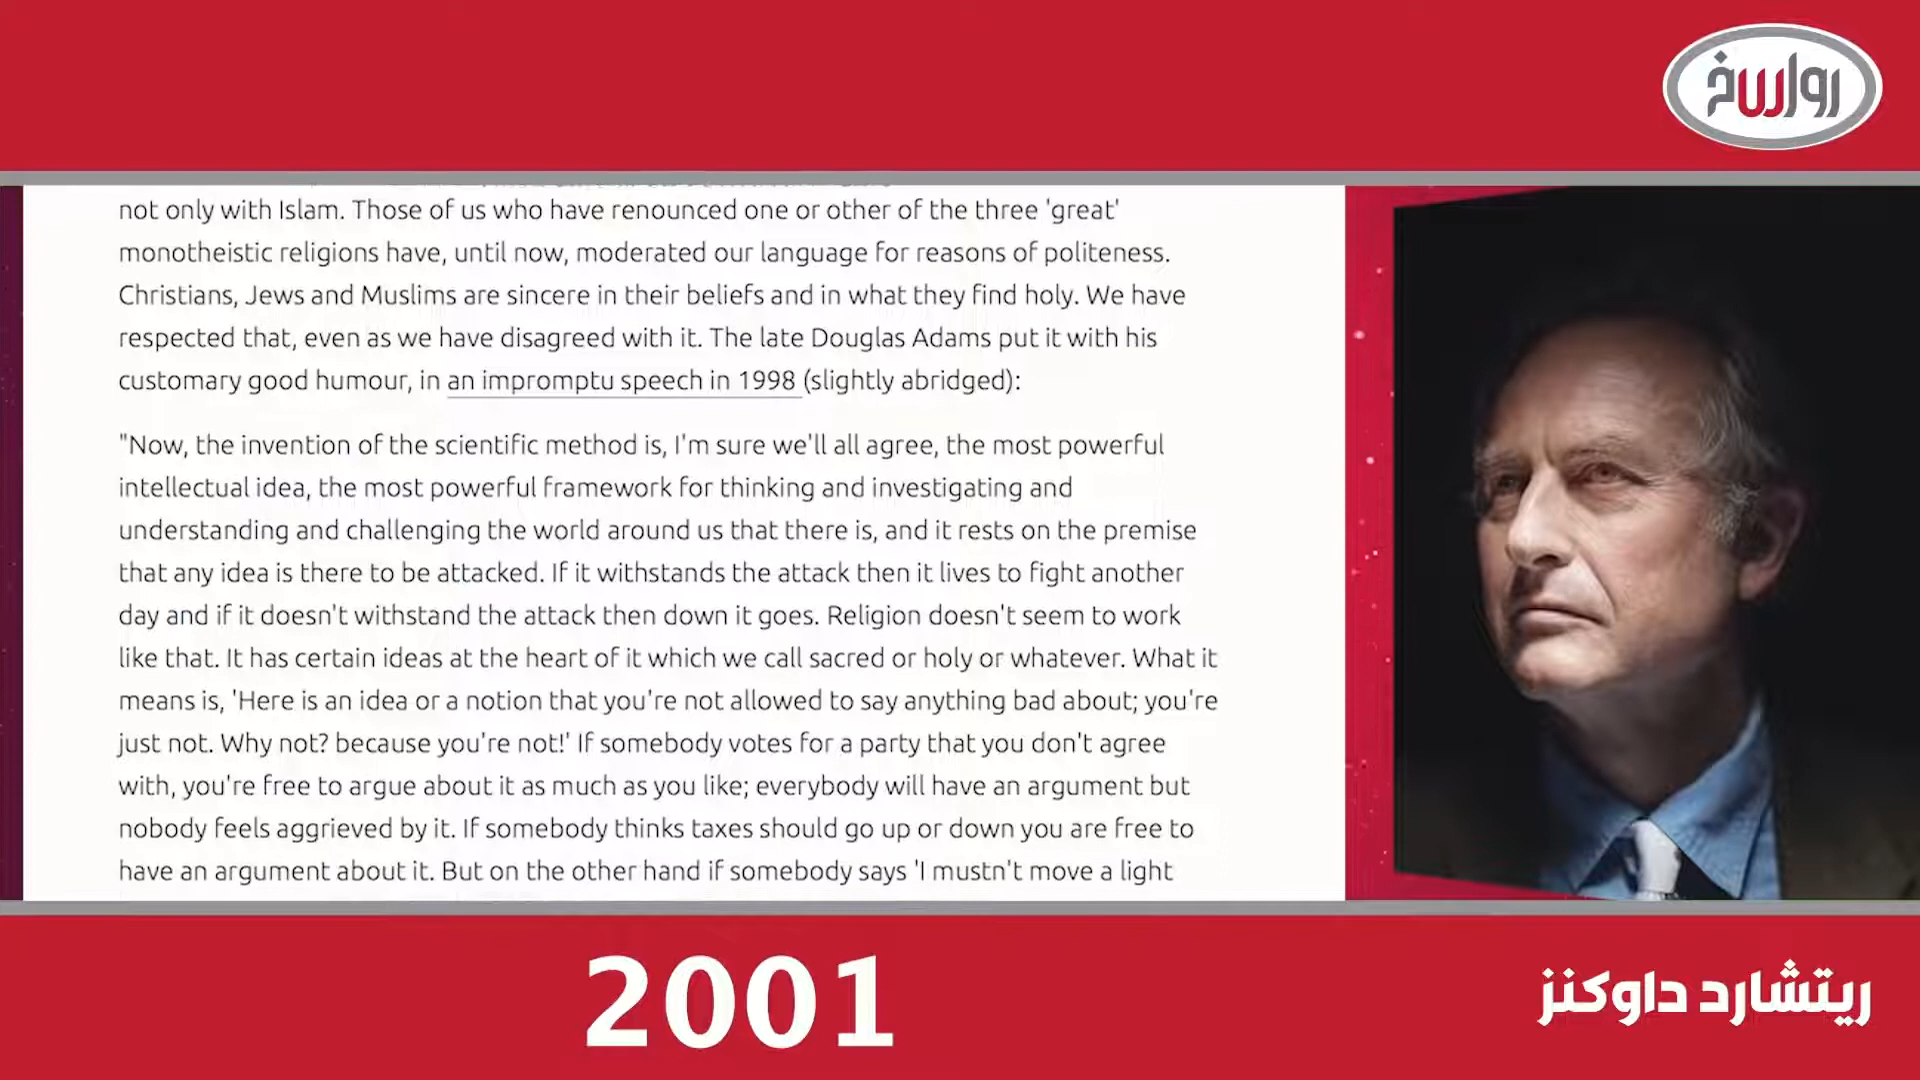 رواسخ
not only with Islam. Those of us who have renounced one or other of the three 'great'
monotheistic religions have, until now, moderated our language for reasons of politeness.
Christians, Jews and Muslims are sincere in their beliefs and in what they find holy. We have
respected that, even as we have disagreed with it. The late Douglas Adams put it with his
customary good humour, in an impromptu speech in 1998 (slightly abridged):
"Now, the invention of the scientific method is, I'm sure we'll all agree, the most powerful
intellectual idea, the most powerful framework for thinking and investigating and
understanding and challenging the world around us that there is, and it rests on the premise
that any idea is there to be attacked. If it withstands the attack then it lives to fight another
day and if it doesn't withstand the attack then down it goes. Religion doesn't seem to work
like that. It has certain ideas at the heart of it which we call sacred or holy or whatever. What it
means is, 'Here is an idea or a notion that you're not allowed to say anything bad about; you're
just not. Why not? because you're not!' If somebody votes for a party that you don't agree
with, you're free to argue about it as much as you like; everybody will have an argument but
nobody feels aggrieved by it. If somebody thinks taxes should go up or down you are free to
have an argument about it. But on the other hand if somebody says 'I mustn't move a light
2001
ريتشارد داوكنز